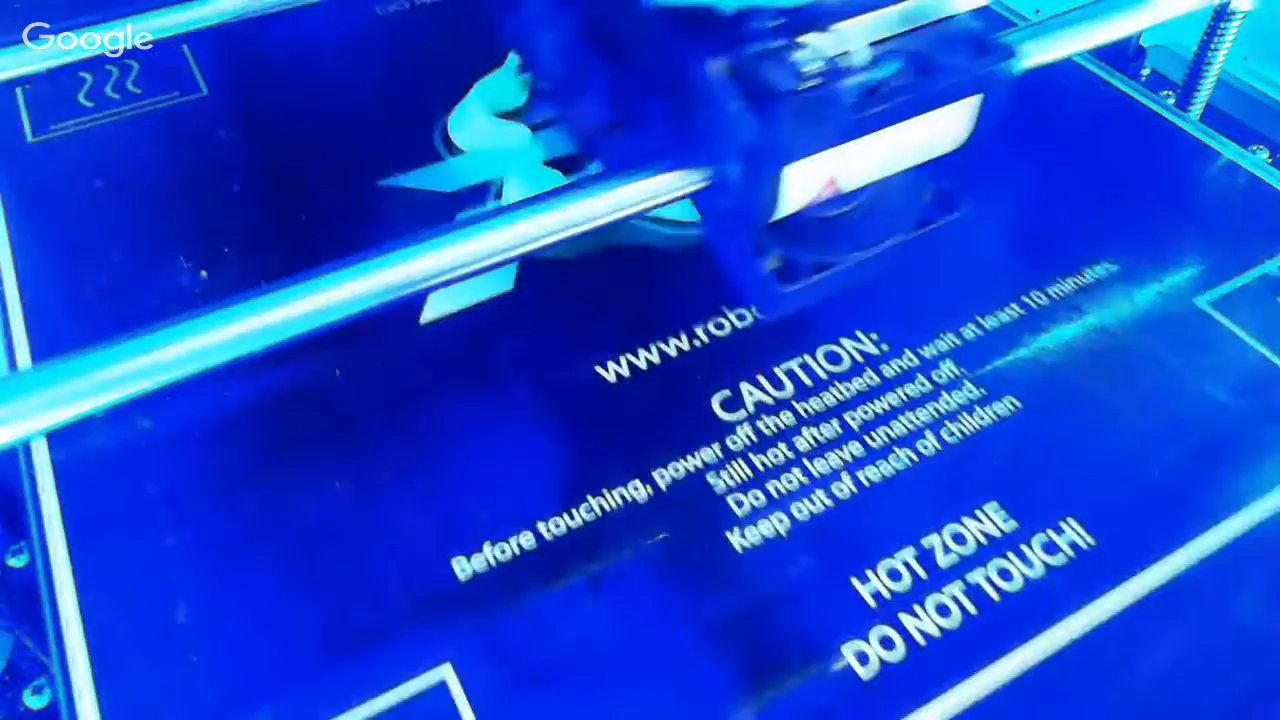 Google
www.rob
CAUTION:
Before touching, power off the heatbed and wait at least 10 minutes.
Still hot after powered off.
Do not leave unattended.
Keep out of reach of children
HOT ZONE
DO NOT TOUCH!